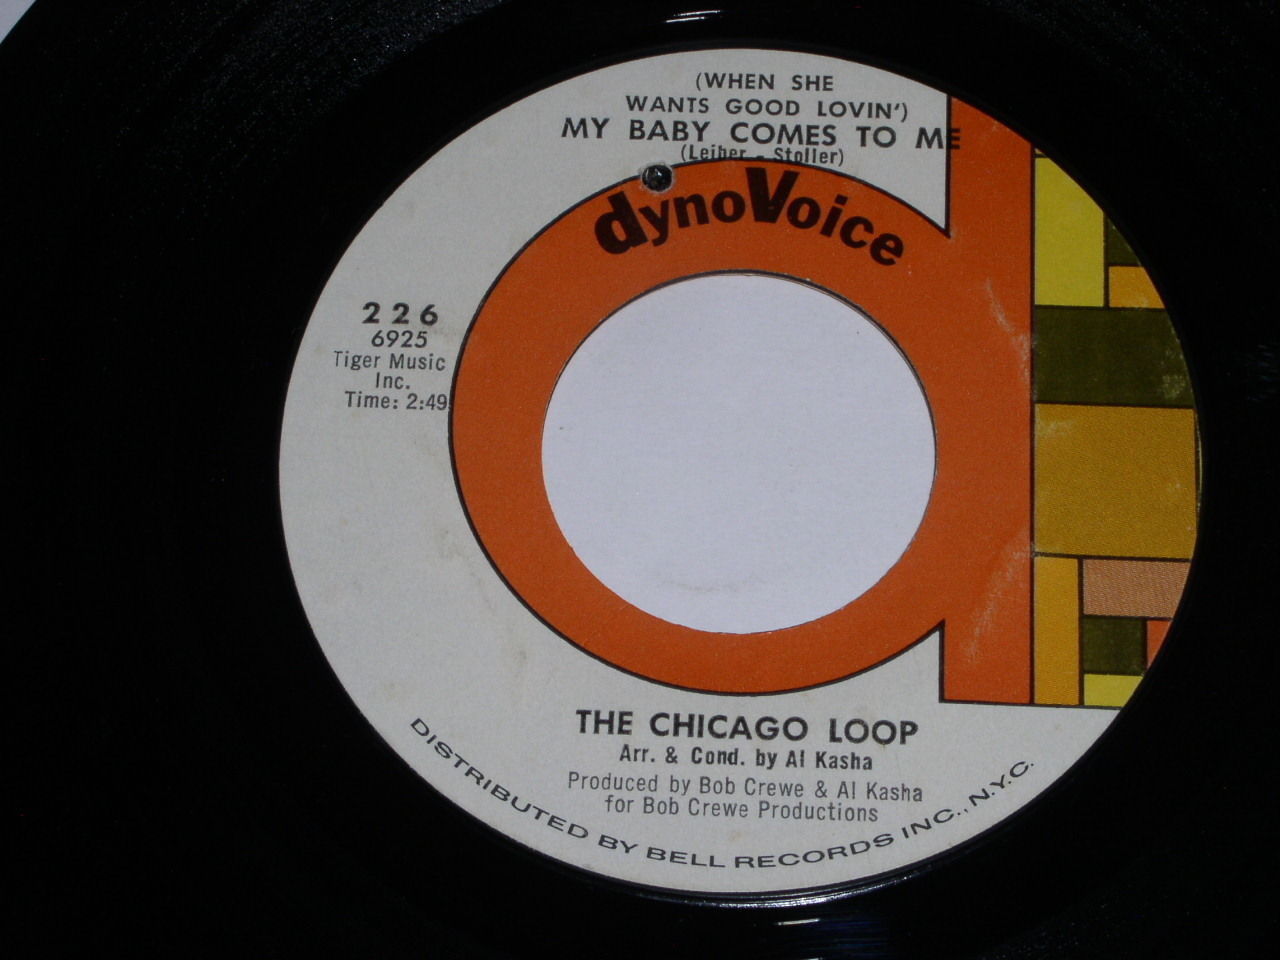 (WHEN SHE
WANTS GOOD LOVIN')
MY BABY COMES TO ME
(Leiber - Stoller)
dynoVoice
226
6925
Tiger Music
Inc.
Time: 2:49
THE CHICAGO LOOP
Arr. & Cond. by Al Kasha
Produced by Bob Crewe & Al Kasha
for Bob Crewe Productions
DISTRIBUTED BY BELL RECORDS INC., N.Y.C.